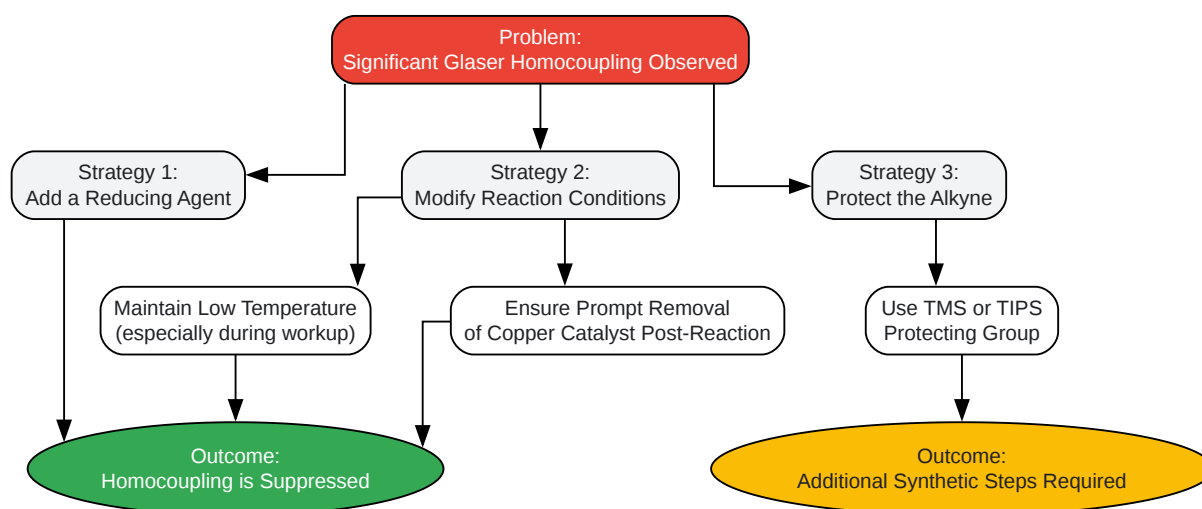 Problem:
Significant Glaser Homocoupling Observed
Strategy 1:
Add a Reducing Agent
Strategy 2:
Modify Reaction Conditions
Strategy 3:
Protect the Alkyne
Maintain Low Temperature
(especially during workup)
Ensure Prompt Removal
of Copper Catalyst Post-Reaction
Use TMS or TIPS
Protecting Group
Outcome:
Homocoupling is Suppressed
Outcome:
Additional Synthetic Steps Required